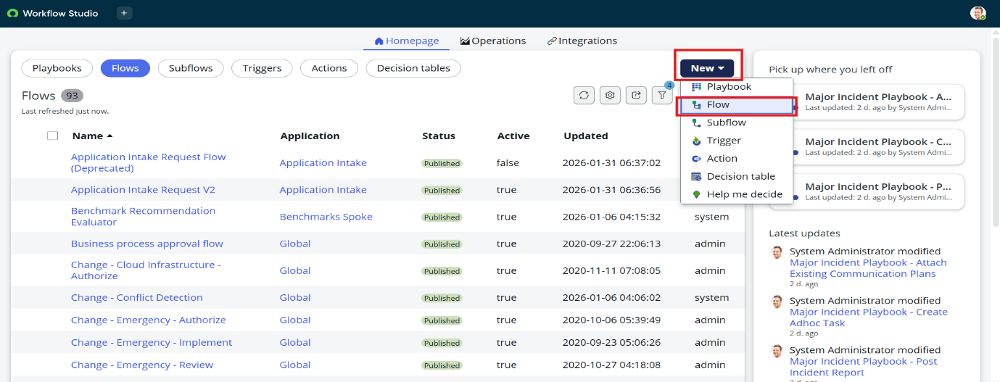 Workflow Studio +
Homepage Operations Integrations
Playbooks Flows Subflows Triggers Actions Decision tables New
Flows 93
Last refreshed just now.
4
Playbook
Flow
Subflow
Trigger
Action
Decision table
Help me decide
Name Application Status Active Updated
Application Intake Request Flow
(Deprecated) Application Intake Published false 2026-01-31 06:37:02
Application Intake Request V2 Application Intake Published true 2026-01-31 06:36:56
Benchmark Recommendation
Evaluator Benchmarks Spoke Published true 2026-01-06 04:15:32 system
Business process approval flow Global Published true 2020-09-27 22:06:13 admin
Change - Cloud Infrastructure -
Authorize Global Published true 2020-11-11 07:08:05 admin
Change - Conflict Detection Global Published true 2026-01-06 04:06:02 system
Change - Emergency - Authorize Global Published true 2020-10-06 05:39:49 admin
Change - Emergency - Implement Global Published true 2020-09-23 05:06:26 admin
Change - Emergency - Review Global Published true 2020-10-27 04:18:08 admin
Pick up where you left off
Major Incident Playbook - A...
Last updated: 2 d. ago by System Admi...
Major Incident Playbook - C...
Last updated: 2 d. ago by System Admi...
Major Incident Playbook - P...
Last updated: 2 d. ago by System Admi...
Latest updates
System Administrator modified
Major Incident Playbook - Attach
Existing Communication Plans
2 d. ago
System Administrator modified
Major Incident Playbook - Create
Adhoc Task
2 d. ago
System Administrator modified
Major Incident Playbook - Post
Incident Report